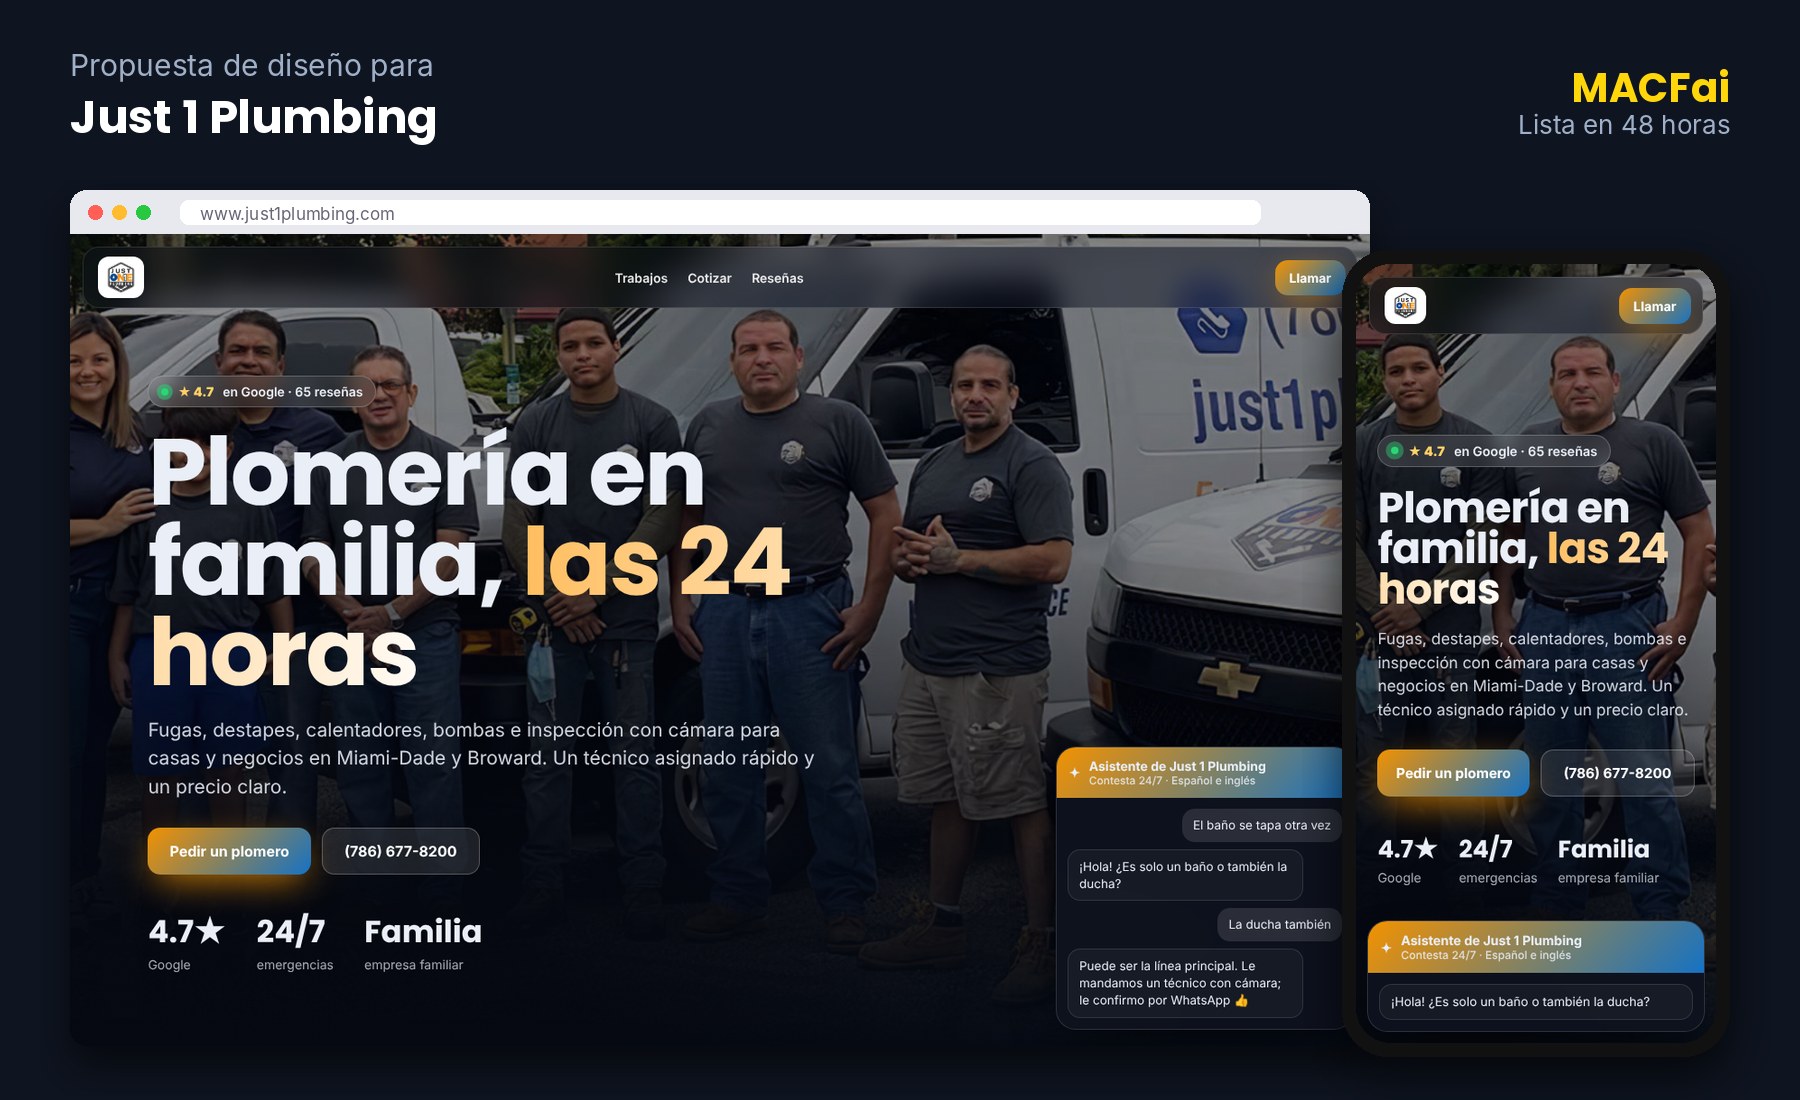 Propuesta de diseño para
Just 1 Plumbing
MACFai
Lista en 48 horas
www.just1plumbing.com
JUST
ONE
Trabajos Cotizar Reseñas
Llamar
(78
just1p
★ 4.7 en Google · 65 reseñas
Plomería en
familia, las 24
horas
Fugas, destapes, calentadores, bombas e inspección con cámara para
casas y negocios en Miami-Dade y Broward. Un técnico asignado rápido y
un precio claro.
Pedir un plomero
(786) 677-8200
4.7★ 24/7 Familia
Google emergencias empresa familiar
Asistente de Just 1 Plumbing
Contesta 24/7 · Español e inglés
El baño se tapa otra vez
¡Hola! ¿Es solo un baño o también la
ducha?
La ducha también
Puede ser la línea principal. Le
mandamos un técnico con cámara;
le confirmo por WhatsApp 👍
JUST
ONE
Llamar
★ 4.7 en Google · 65 reseñas
Plomería en
familia, las 24
horas
Fugas, destapes, calentadores, bombas e
inspección con cámara para casas y
negocios en Miami-Dade y Broward. Un
técnico asignado rápido y un precio claro.
Pedir un plomero
(786) 677-8200
4.7★ 24/7 Familia
Google emergencias empresa familiar
Asistente de Just 1 Plumbing
Contesta 24/7 · Español e inglés
¡Hola! ¿Es solo un baño o también la ducha?